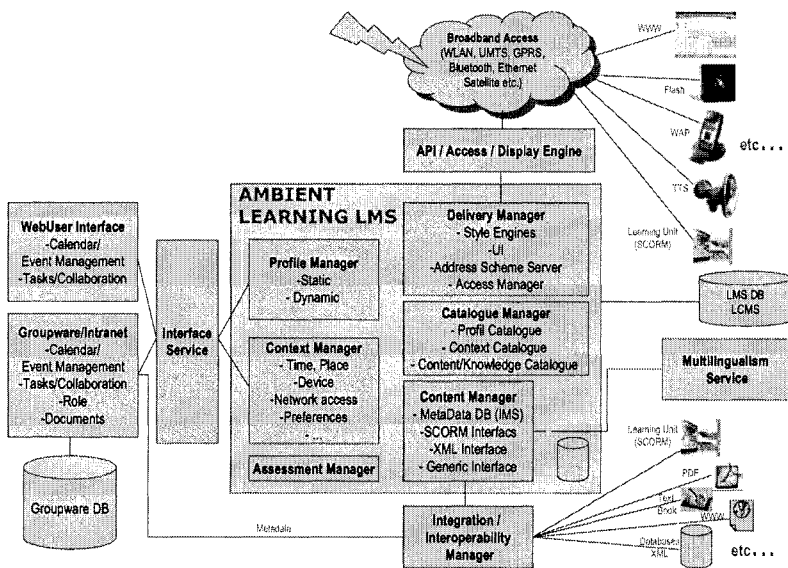 Broadband Access
(WLAN, UMTS, GPRS,
Bluetooth, Ethernet
Satellite etc.)
WWW
Flash
WAP
etc...
TTS
Learning Unit
(SCORM)
API / Access / Display Engine
AMBIENT
LEARNING LMS
WebUser Interface
-Calendar/
Event Management
-Tasks/Collaboration
Groupware/Intranet
-Calendar/
Event Management
-Tasks/Collaboration
-Role
-Documents
Groupware DB
Interface
Service
Profile Manager
- Static
- Dynamic
Context Manager
- Time, Place
- Device
-Network access
-Preferences
- ...
Assessment Manager
Delivery Manager
- Style Engines
- UI
-Address Scheme Server
- Access Manager
Catalogue Manager
- Profil Catalogue
- Context Catalogue
- Content/Knowledge Catalogue
Content Manager
- MetaData DB (IMS)
-SCORM Interfacs
-XML Interface
- Generic Interface
LMS DB
LCMS
Multilingualism
Service
Learning Unit
(SCORM)
PDF
Text
Book
WWW
Databases
XML
etc...
Metadata
Integration /
Interoperability
Manager